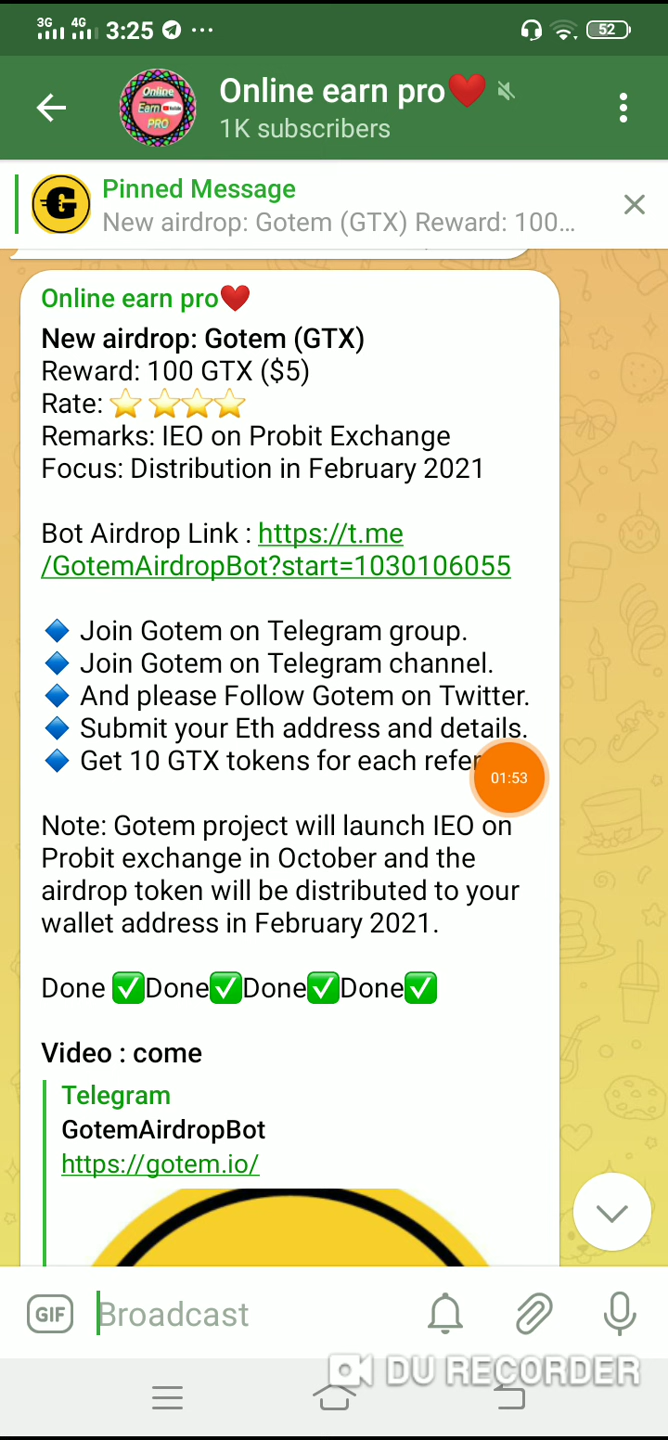 3G 4G 3:25 ... 52
Online earn pro❤️
1K subscribers
Online
Earn
PRO
Pinned Message
New airdrop: Gotem (GTX) Reward: 100...
Online earn pro❤️
New airdrop: Gotem (GTX)
Reward: 100 GTX ($5)
Rate: ⭐ ⭐⭐⭐
Remarks: IEO on Probit Exchange
Focus: Distribution in February 2021
Bot Airdrop Link : https://t.me
/GotemAirdropBot?start=1030106055
🔷 Join Gotem on Telegram group.
🔷 Join Gotem on Telegram channel.
🔷 And please Follow Gotem on Twitter.
🔷 Submit your Eth address and details.
🔷 Get 10 GTX tokens for each refer
01:53
Note: Gotem project will launch IEO on
Probit exchange in October and the
airdrop token will be distributed to your
wallet address in February 2021.
Done ✅Done✅Done✅Done✅
Video : come
Telegram
GotemAirdropBot
https://gotem.io/
GIF Broadcast
DU RECORDER